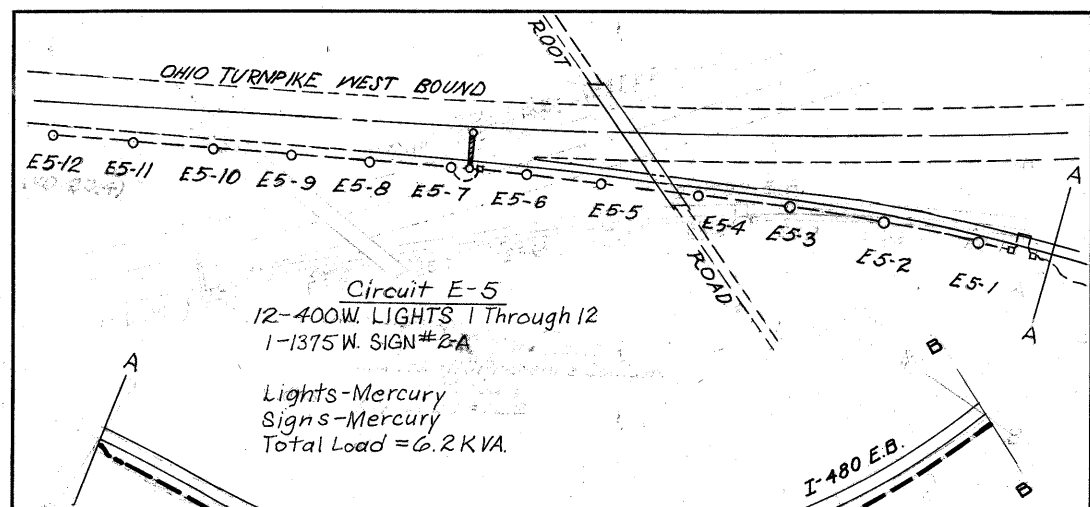 OHIO TURNPIKE WEST BOUND
ROOT
ROAD
E5-12
E5-11
E5-10
E5-9
E5-8
E5-7
E5-6
E5-5
E5-4
E5-3
E5-2
E5-1
A
A
Circuit E-5
12-400W. LIGHTS 1 Through 12
1-1375 W. SIGN #2-A
Lights-Mercury
Signs-Mercury
Total Load = 6.2 KVA.
A
I-480 E.B.
B
B